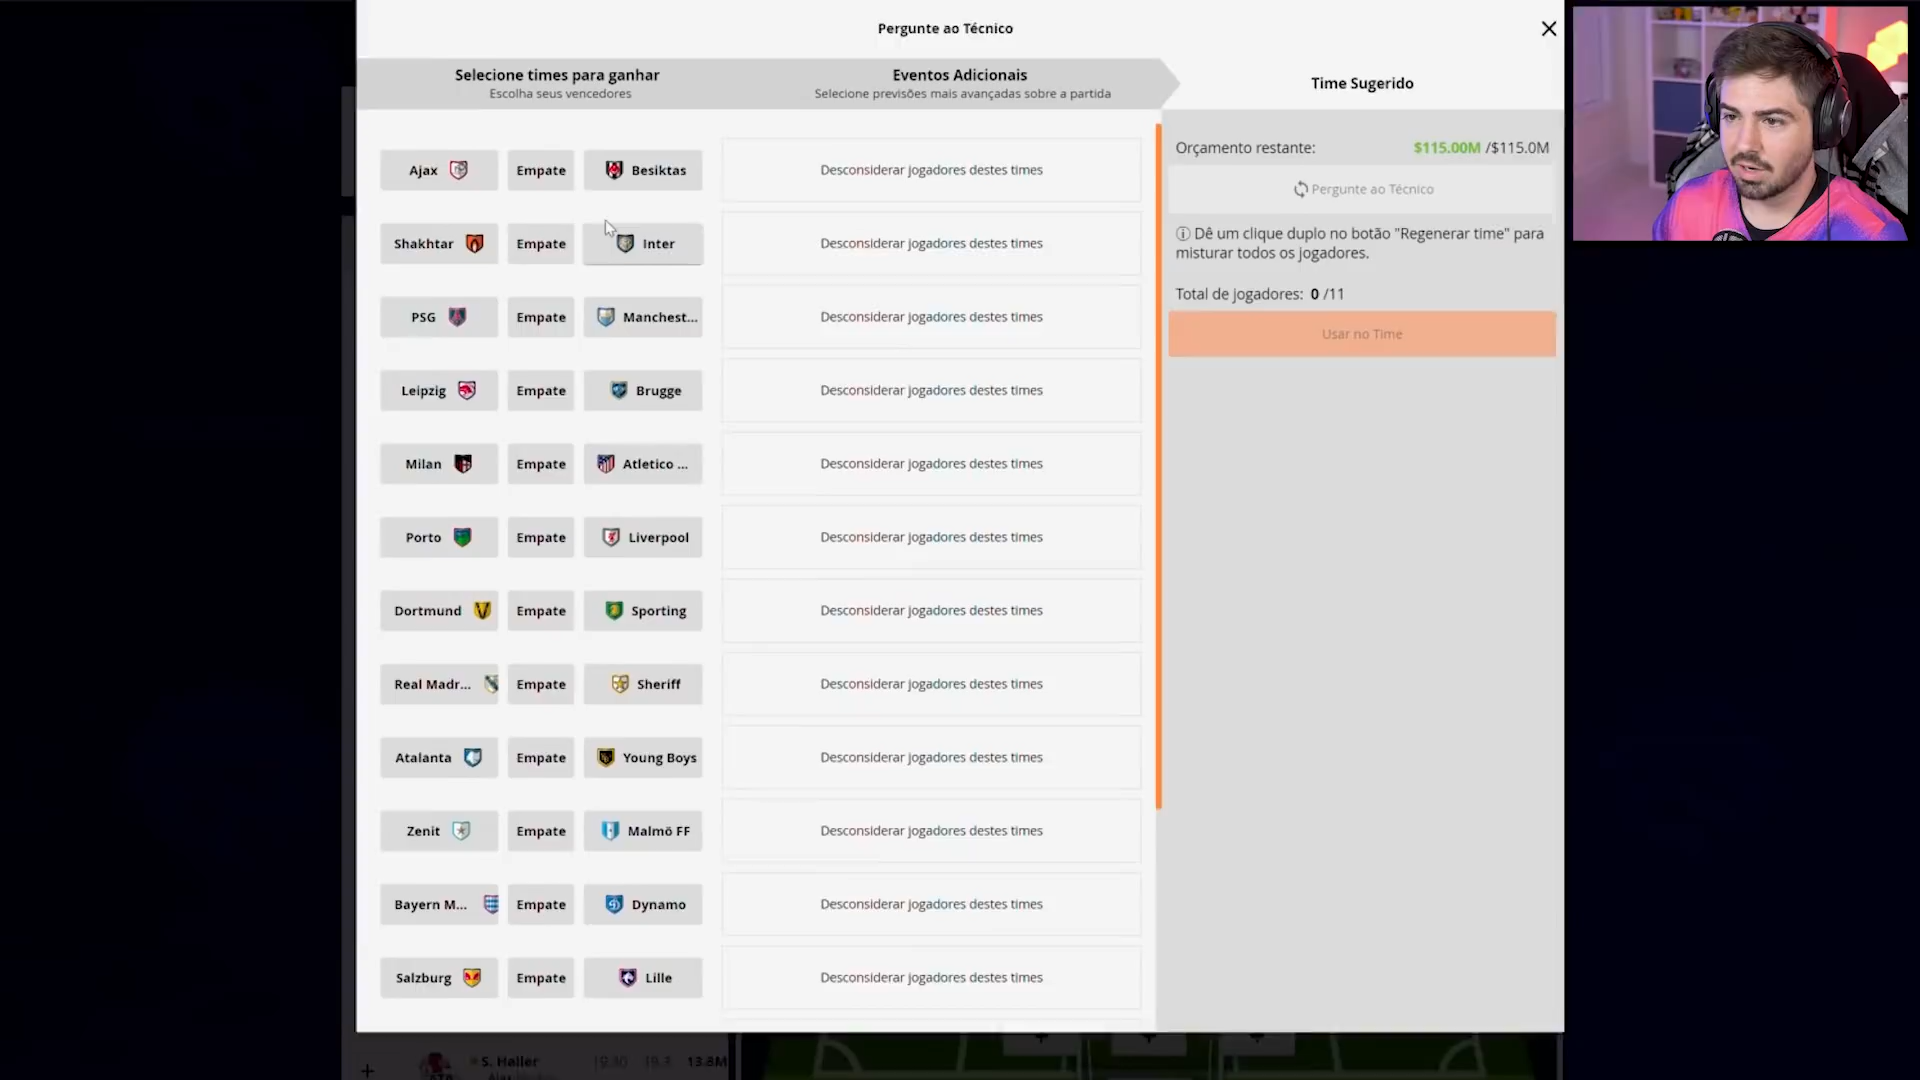 Pergunte ao Técnico
Selecione times para ganhar
Escolha seus vencedores
Eventos Adicionais
Selecione previsões mais avançadas sobre a partida
Time Sugerido
Ajax Empate Besiktas Desconsiderar jogadores destes times
Shakhtar Empate Inter Desconsiderar jogadores destes times
PSG Empate Manchest... Desconsiderar jogadores destes times
Leipzig Empate Brugge Desconsiderar jogadores destes times
Milan Empate Atletico ... Desconsiderar jogadores destes times
Porto Empate Liverpool Desconsiderar jogadores destes times
Dortmund Empate Sporting Desconsiderar jogadores destes times
Real Madr... Empate Sheriff Desconsiderar jogadores destes times
Atalanta Empate Young Boys Desconsiderar jogadores destes times
Zenit Empate Malmö FF Desconsiderar jogadores destes times
Bayern M... Empate Dynamo Desconsiderar jogadores destes times
Salzburg Empate Lille Desconsiderar jogadores destes times
Orçamento restante: $115.00M /$115.0M
Pergunte ao Técnico
Dê um clique duplo no botão "Regenerar time" para
misturar todos os jogadores.
Total de jogadores: 0 /11
Usar no Time
S. Haller 19.3 13.8M